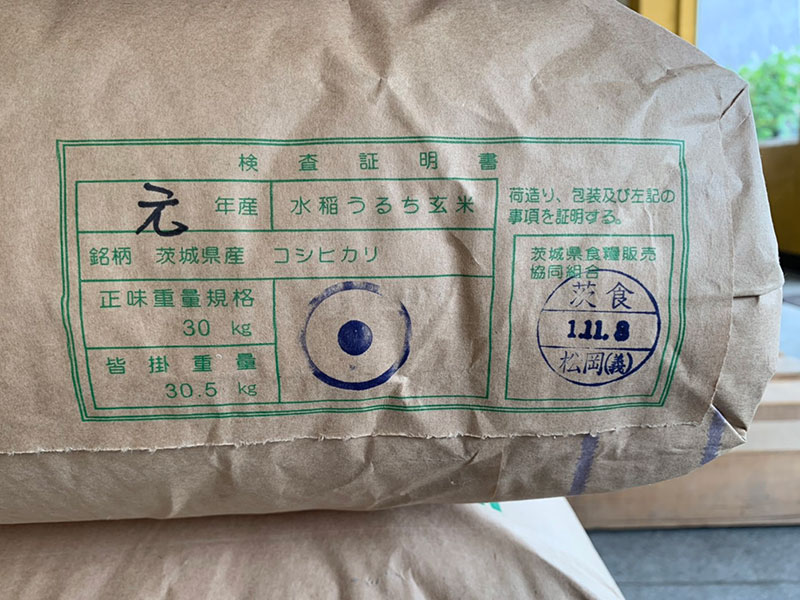 検査証明書
元 年産 水稲うるち玄米
銘柄 茨城県産 コシヒカリ
正味重量規格
30 kg
皆掛重量
30.5 kg
荷造り、包装及び左記の
事項を証明する。
茨城県食糧販売
協同組合
茨食
1.11.8
松岡(義)